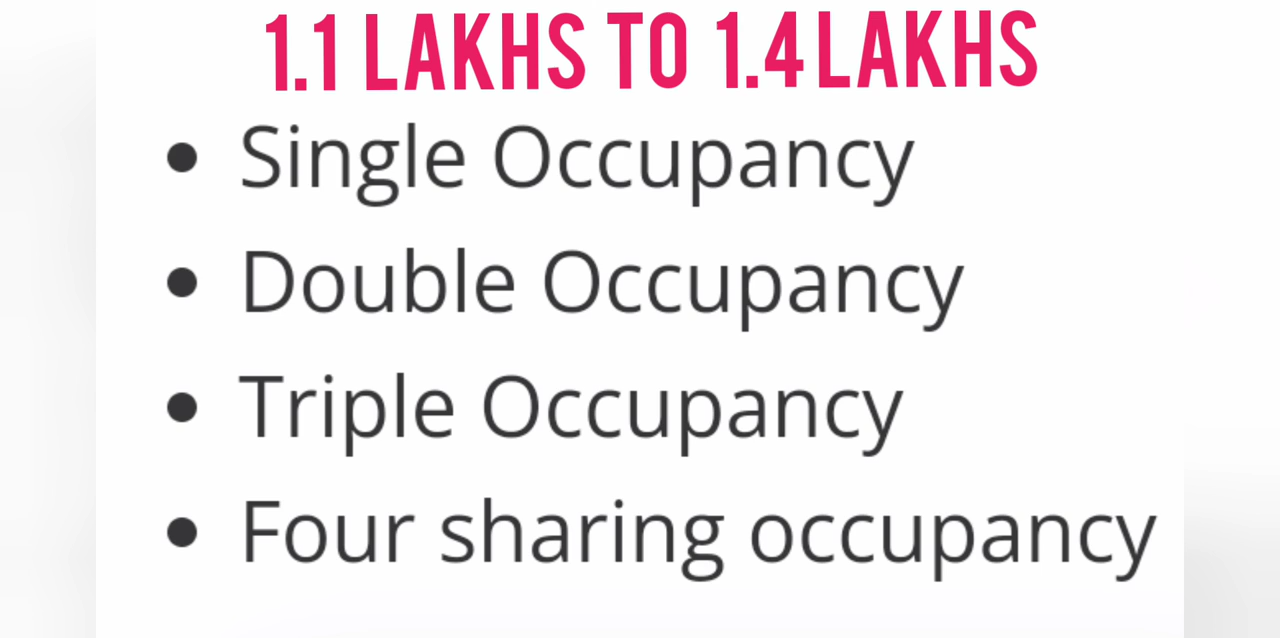 1.1 LAKHS TO 1.4 LAKHS
• Single Occupancy
• Double Occupancy
• Triple Occupancy
• Four sharing occupancy